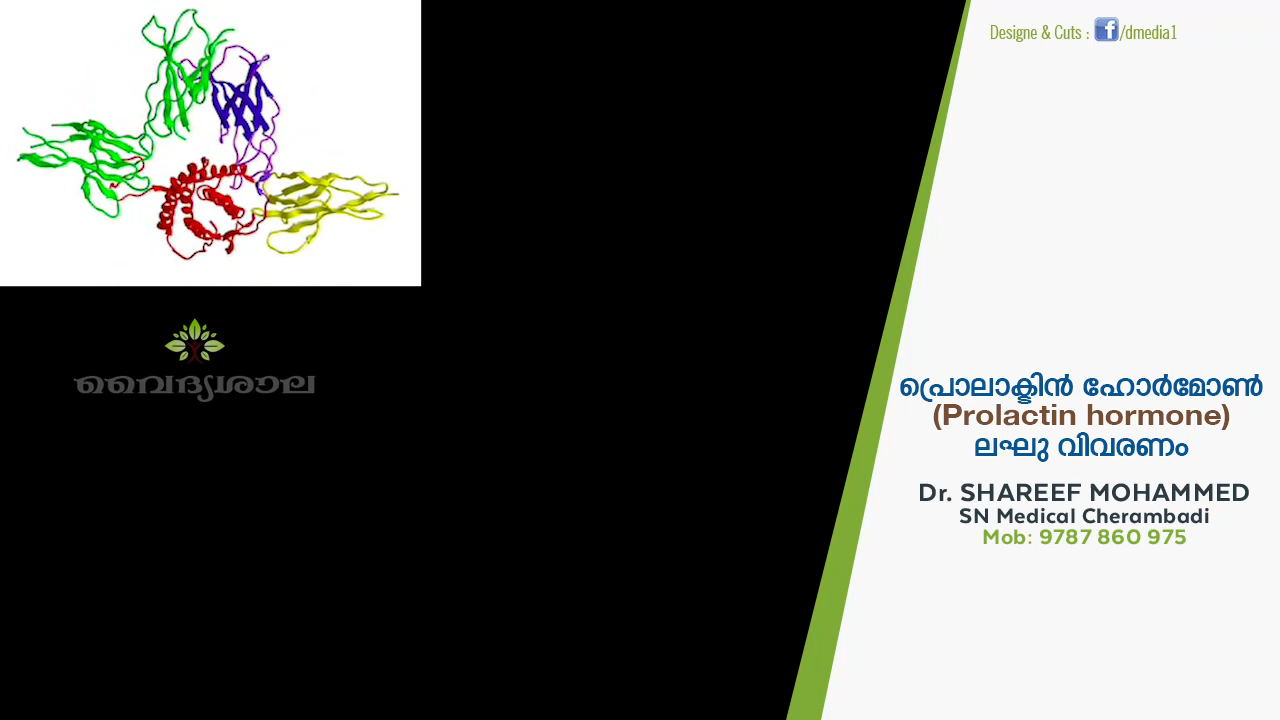 Designe & Cuts : f/dmedia1
വൈദ്യശാല
പ്രൊലാക്ടിൻ ഹോർമോൺ
(Prolactin hormone)
ലഘു വിവരണം
Dr. SHAREEF MOHAMMED
SN Medical Cherambadi
Mob: 9787 860 975